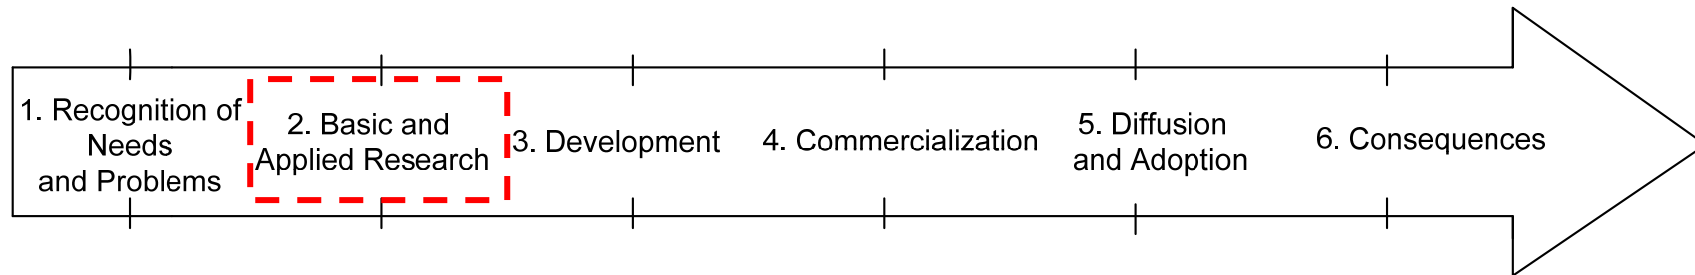 1. Recognition of
Needs
and Problems
2. Basic and
Applied Research
3. Development
4. Commercialization
5. Diffusion
and Adoption
6. Consequences